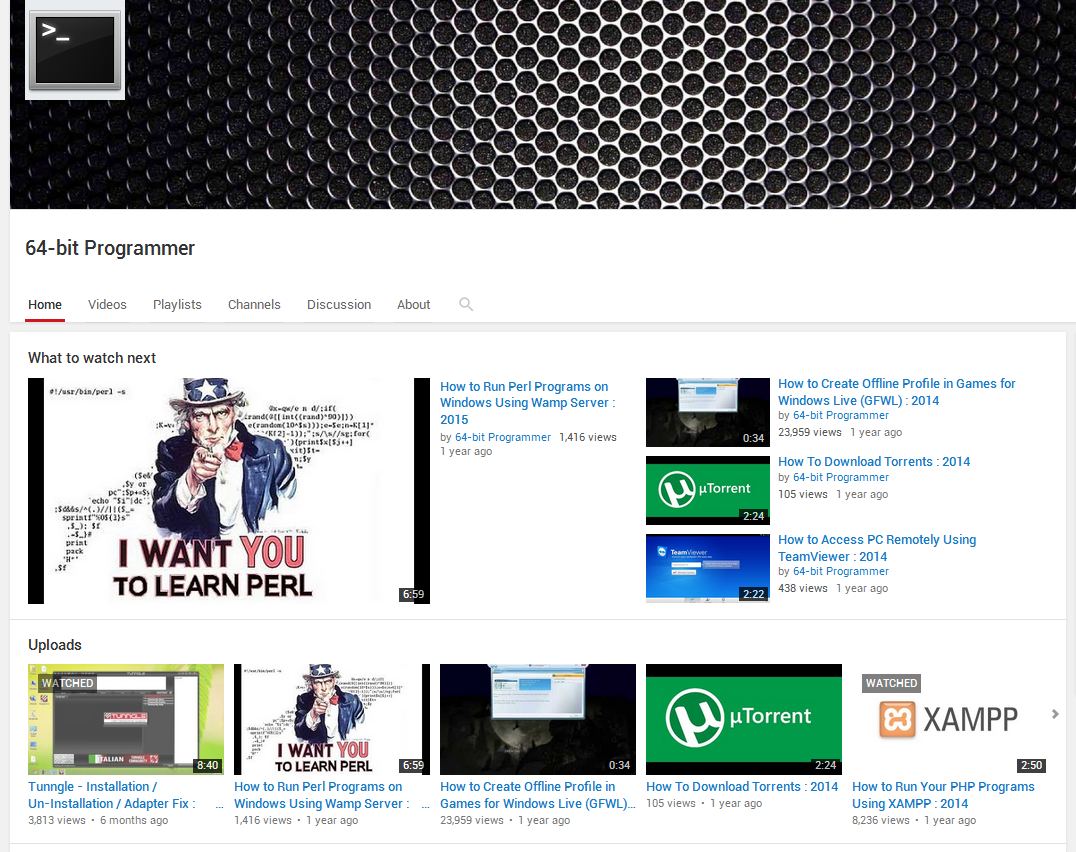 >_
64-bit Programmer
Home Videos Playlists Channels Discussion About
What to watch next
#!/usr/bin/perl -s
I WANT YOU
TO LEARN PERL
6:59
How to Run Perl Programs on
Windows Using Wamp Server :
2015
by 64-bit Programmer 1,416 views
1 year ago
0:34
How to Create Offline Profile in Games for
Windows Live (GFWL) : 2014
by 64-bit Programmer
23,959 views 1 year ago
µTorrent
2:24
How To Download Torrents : 2014
by 64-bit Programmer
105 views 1 year ago
TeamViewer
2:22
How to Access PC Remotely Using
TeamViewer : 2014
by 64-bit Programmer
438 views 1 year ago
Uploads
WATCHED
TUNNGLE
8:40
Tunngle - Installation /
Un-Installation / Adapter Fix : ...
3,813 views • 6 months ago
I WANT YOU
TO LEARN PERL
6:59
How to Run Perl Programs on
Windows Using Wamp Server : ...
1,416 views • 1 year ago
0:34
How to Create Offline Profile in
Games for Windows Live (GFWL)...
23,959 views • 1 year ago
µTorrent
2:24
How To Download Torrents : 2014
105 views • 1 year ago
WATCHED
XAMPP
2:50
How to Run Your PHP Programs
Using XAMPP : 2014
8,236 views • 1 year ago